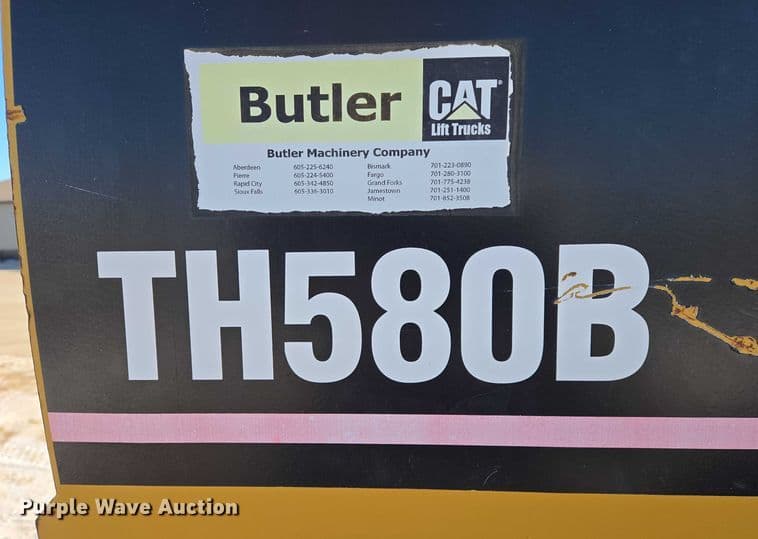 Butler
CAT
Lift Trucks
Butler Machinery Company
Aberdeen 605-225-6240 Bismark 701-223-0890
Pierre 605-224-5400 Fargo 701-280-3100
Rapid City 605-342-4850 Grand Forks 701-775-4238
Sioux Falls 605-336-3010 Jamestown 701-251-1400
Minot 701-852-3508
TH580B
Purple Wave Auction